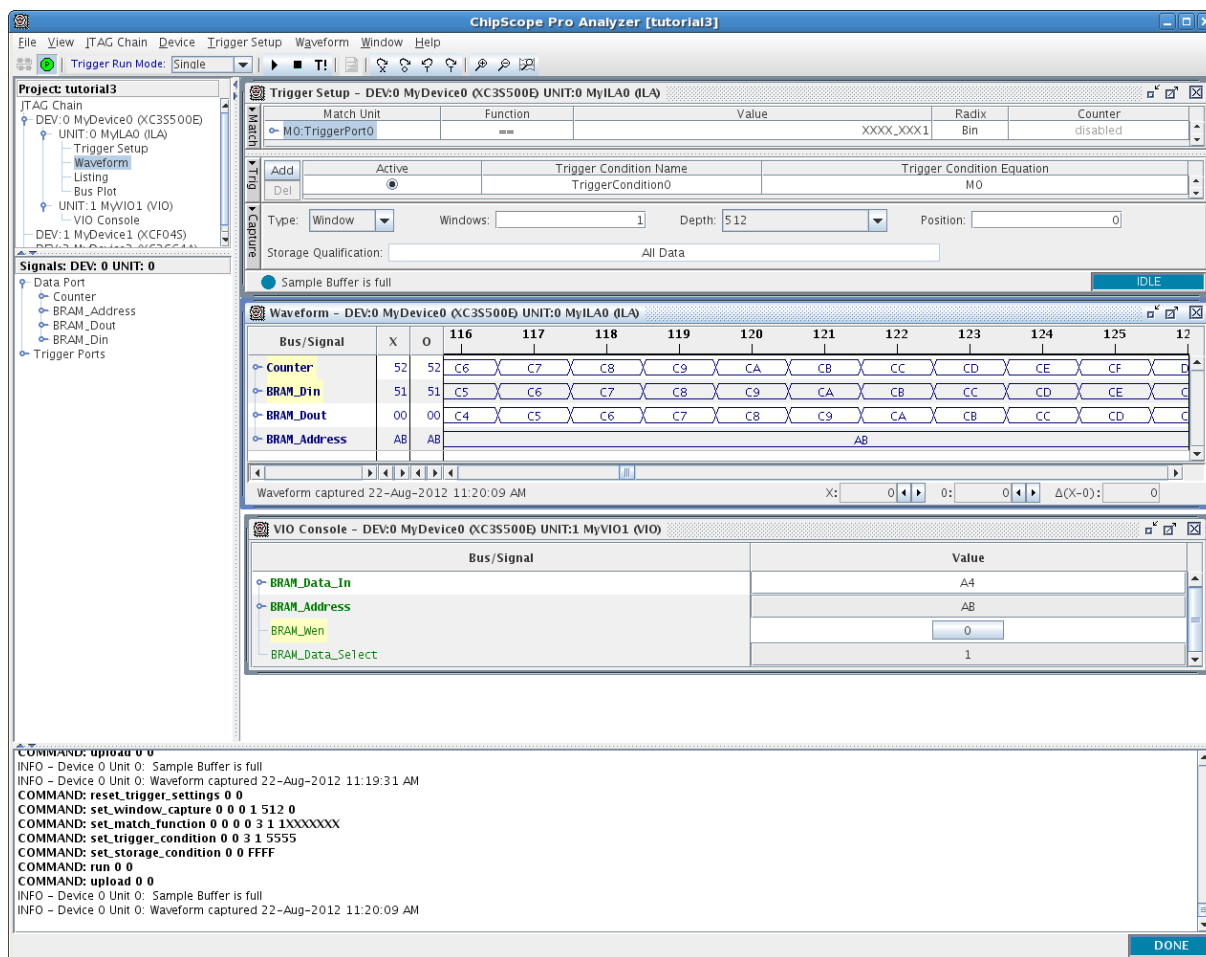 ChipScope Pro Analyzer [tutorial3]
File View JTAG Chain Device Trigger Setup Waveform Window Help
Trigger Run Mode: Single T!
Project: tutorial3
JTAG Chain
DEV:0 MyDevice0 (XC3S500E)
UNIT:0 MyILA0 (ILA)
Trigger Setup
Waveform
Listing
Bus Plot
UNIT:1 MyVIO1 (VIO)
VIO Console
DEV:1 MyDevice1 (XCF04S)
Signals: DEV: 0 UNIT: 0
Data Port
Counter
BRAM_Address
BRAM_Dout
BRAM_Din
Trigger Ports
Trigger Setup - DEV:0 MyDevice0 (XC3S500E) UNIT:0 MyILA0 (ILA)
Match
Match Unit Function Value Radix Counter
M0:TriggerPort0 == XXXX_XXX1 Bin disabled
Trig
Add Active Trigger Condition Name Trigger Condition Equation
Del TriggerCondition0 M0
Capture
Type: Window Windows: 1 Depth: 512 Position: 0
Storage Qualification: All Data
Sample Buffer is full IDLE
Waveform - DEV:0 MyDevice0 (XC3S500E) UNIT:0 MyILA0 (ILA)
Bus/Signal X O 116 117 118 119 120 121 122 123 124 125 12
Counter 52 52 C6 C7 C8 C9 CA CB CC CD CE CF D
BRAM_Din 51 51 C5 C6 C7 C8 C9 CA CB CC CD CE C
BRAM_Dout 00 00 C4 C5 C6 C7 C8 C9 CA CB CC CD C
BRAM_Address AB AB AB
Waveform captured 22-Aug-2012 11:20:09 AM X: 0 O: 0 Δ(X-O): 0
VIO Console - DEV:0 MyDevice0 (XC3S500E) UNIT:1 MyVIO1 (VIO)
Bus/Signal Value
BRAM_Data_In A4
BRAM_Address AB
BRAM_Wen 0
BRAM_Data_Select 1
COMMAND: upload 0 0
INFO - Device 0 Unit 0: Sample Buffer is full
INFO - Device 0 Unit 0: Waveform captured 22-Aug-2012 11:19:31 AM
COMMAND: reset_trigger_settings 0 0
COMMAND: set_window_capture 0 0 0 1 512 0
COMMAND: set_match_function 0 0 0 0 3 1 1XXXXXXX
COMMAND: set_trigger_condition 0 0 3 1 5555
COMMAND: set_storage_condition 0 0 FFFF
COMMAND: run 0 0
COMMAND: upload 0 0
INFO - Device 0 Unit 0: Sample Buffer is full
INFO - Device 0 Unit 0: Waveform captured 22-Aug-2012 11:20:09 AM
DONE